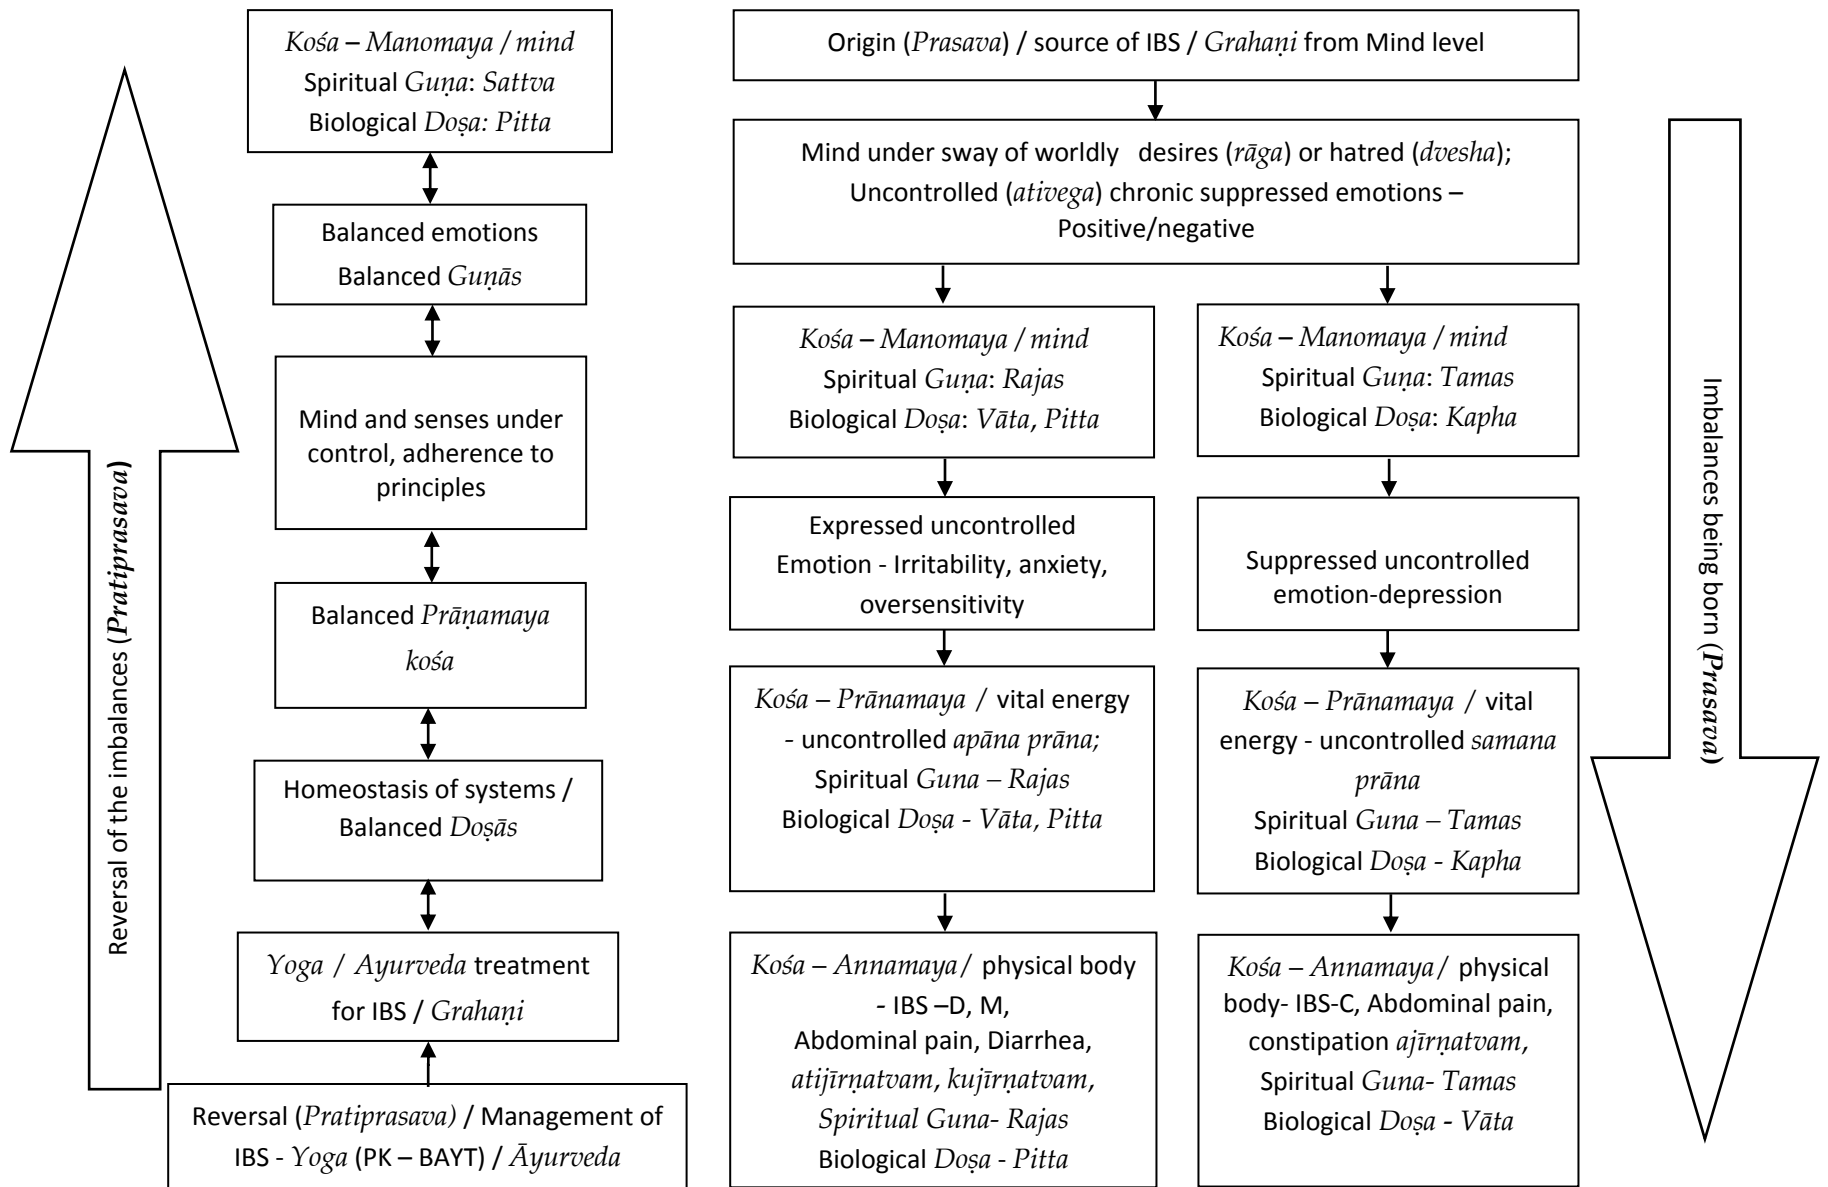 Kośa – Manomaya / mind
Spiritual Guṇa: Sattva
Biological Doṣa: Pitta
Balanced emotions
Balanced Guṇās
Mind and senses under
control, adherence to
principles
Balanced Prāṇamaya
kośa
Homeostasis of systems /
Balanced Doṣās
Yoga / Ayurveda treatment
for IBS / Grahaṇi
Reversal (Pratiprasava) / Management of
IBS - Yoga (PK – BAYT) / Āyurveda
Reversal of the imbalances (Pratiprasava)
Origin (Prasava) / source of IBS / Grahaṇi from Mind level
Mind under sway of worldly desires (rāga) or hatred (dvesha);
Uncontrolled (ativega) chronic suppressed emotions –
Positive/negative
Kośa – Manomaya / mind
Spiritual Guṇa: Rajas
Biological Doṣa: Vāta, Pitta
Expressed uncontrolled
Emotion - Irritability, anxiety,
oversensitivity
Kośa – Prānamaya / vital energy
- uncontrolled apāna prāna;
Spiritual Guna – Rajas
Biological Doṣa - Vāta, Pitta
Kośa – Annamaya/ physical body
- IBS –D, M,
Abdominal pain, Diarrhea,
atijīrṇatvam, kujīrṇatvam,
Spiritual Guna- Rajas
Biological Doṣa - Pitta
Kośa – Manomaya / mind
Spiritual Guṇa: Tamas
Biological Doṣa: Kapha
Suppressed uncontrolled
emotion-depression
Kośa – Prānamaya / vital
energy - uncontrolled samana
prāna
Spiritual Guna – Tamas
Biological Doṣa - Kapha
Kośa – Annamaya/ physical
body- IBS-C, Abdominal pain,
constipation ajīrṇatvam,
Spiritual Guna- Tamas
Biological Doṣa - Vāta
Imbalances being born (Prasava)